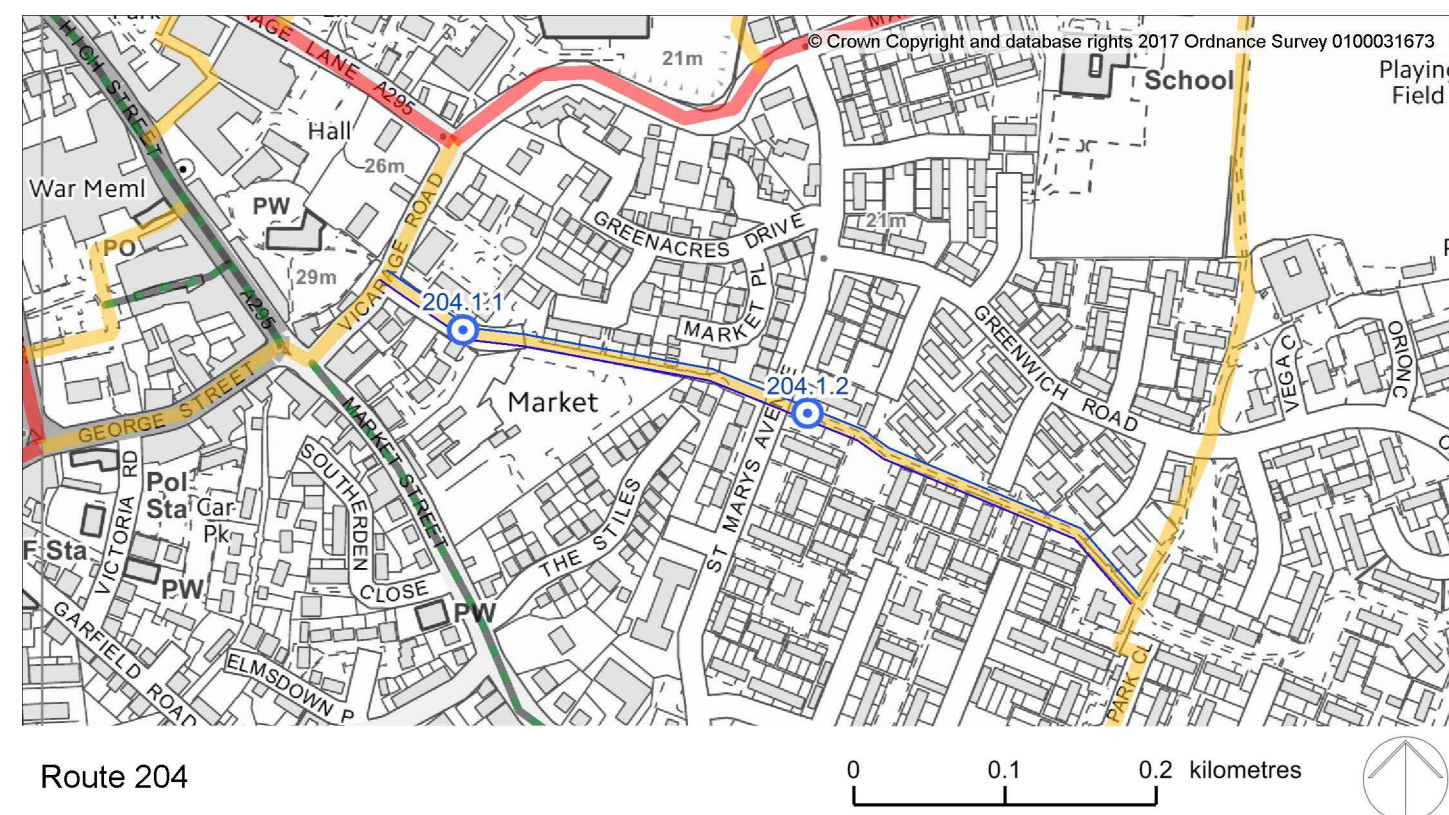 © Crown Copyright and database rights 2017 Ordnance Survey 0100031673
HIGH STREET
LANE
A295
21m
School
Playing
Field
Hall
26m
War Meml
PW
VICARAGE ROAD
GREENACRES DRIVE
21m
PO
29m
A295
204.1.1
MARKET PL
GREENWICH ROAD
VEGA C
ORION C
204.1.2
GEORGE STREET
MARKET STREET
Market
ST MARYS AVE
SOUTHERDEN
CLOSE
THE STILES
VICTORIA RD
Pol
Sta
Car
Pk
F Sta
PW
PW
GARFIELD ROAD
ELMSDOWN P
PARK CL
Route 204
0 0.1 0.2 kilometres